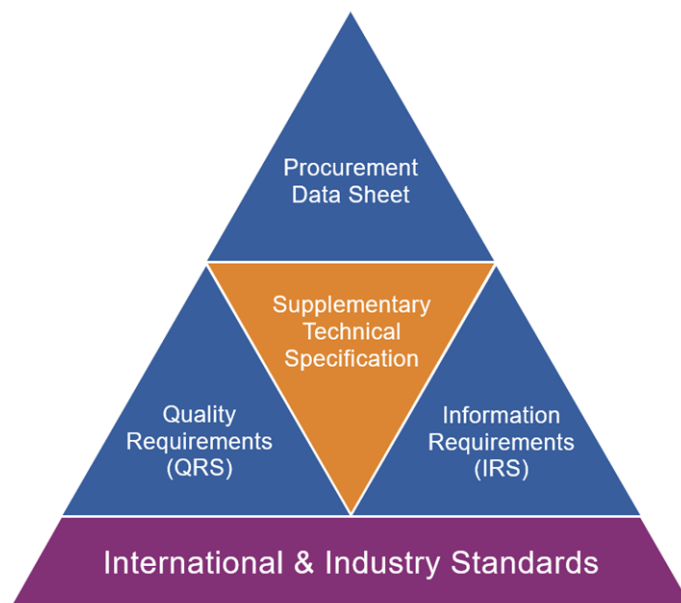 Procurement
Data Sheet
Supplementary
Technical
Specification
Quality
Requirements
(QRS)
Information
Requirements
(IRS)
International & Industry Standards